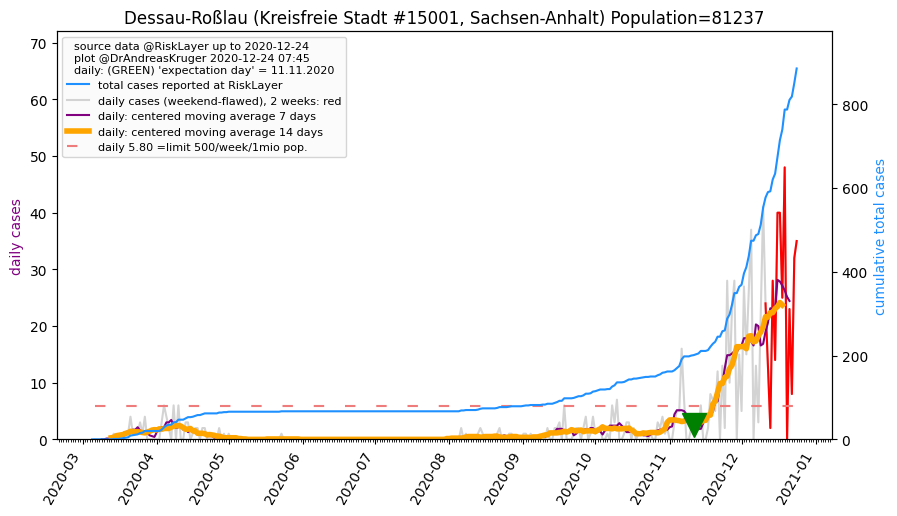 Dessau-Roßlau (Kreisfreie Stadt #15001, Sachsen-Anhalt) Population=81237
source data @RiskLayer up to 2020-12-24
plot @DrAndreasKruger 2020-12-24 07:45
daily: (GREEN) 'expectation day' = 11.11.2020
total cases reported at RiskLayer
daily cases (weekend-flawed), 2 weeks: red
daily: centered moving average 7 days
daily: centered moving average 14 days
daily 5.80 =limit 500/week/1mio pop.
daily cases
70
60
50
40
30
20
10
0
cumulative total cases
800
600
400
200
0
2020-03
2020-04
2020-05
2020-06
2020-07
2020-08
2020-09
2020-10
2020-11
2020-12
2021-01